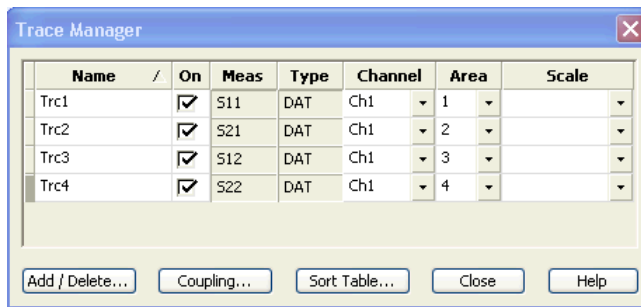 Trace Manager
Name / On Meas Type Channel Area Scale
Trc1 S11 DAT Ch1 1
Trc2 S21 DAT Ch1 2
Trc3 S12 DAT Ch1 3
Trc4 S22 DAT Ch1 4
Add / Delete... Coupling... Sort Table... Close Help